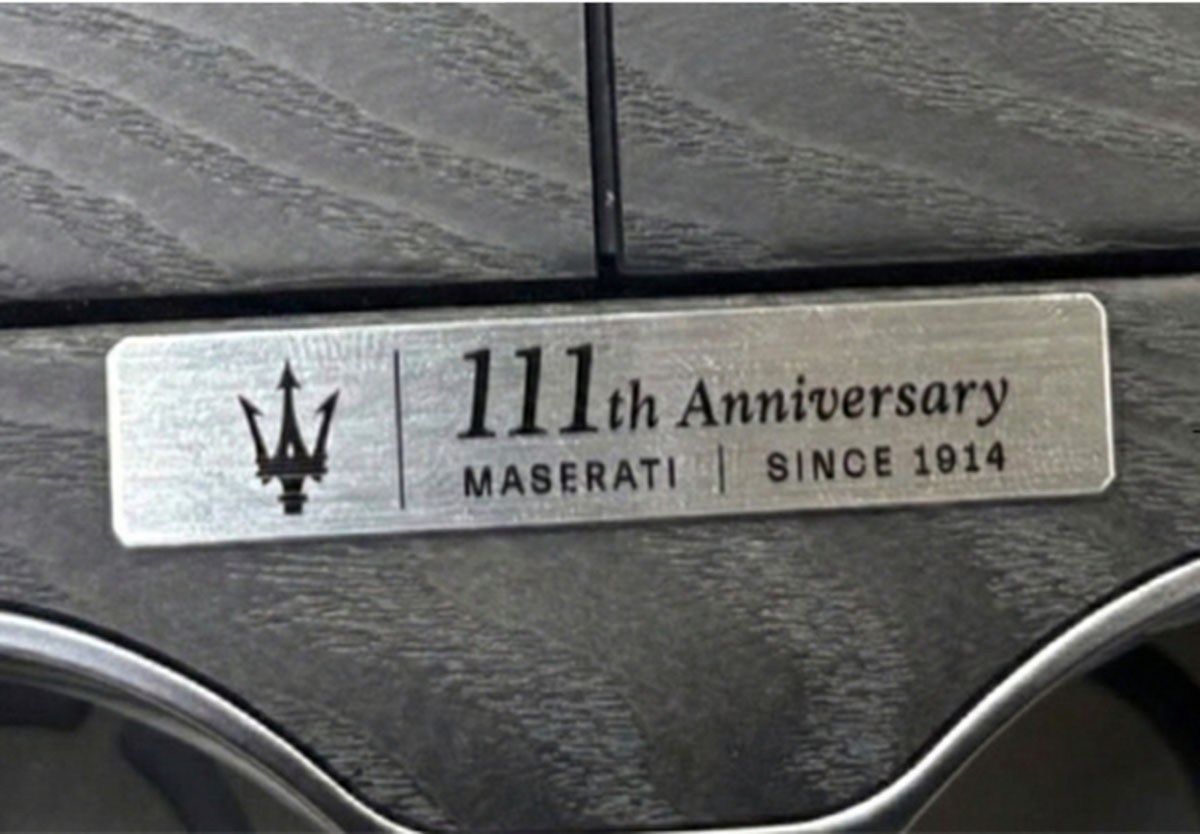 111th Anniversary
MASERATI | SINCE 1914